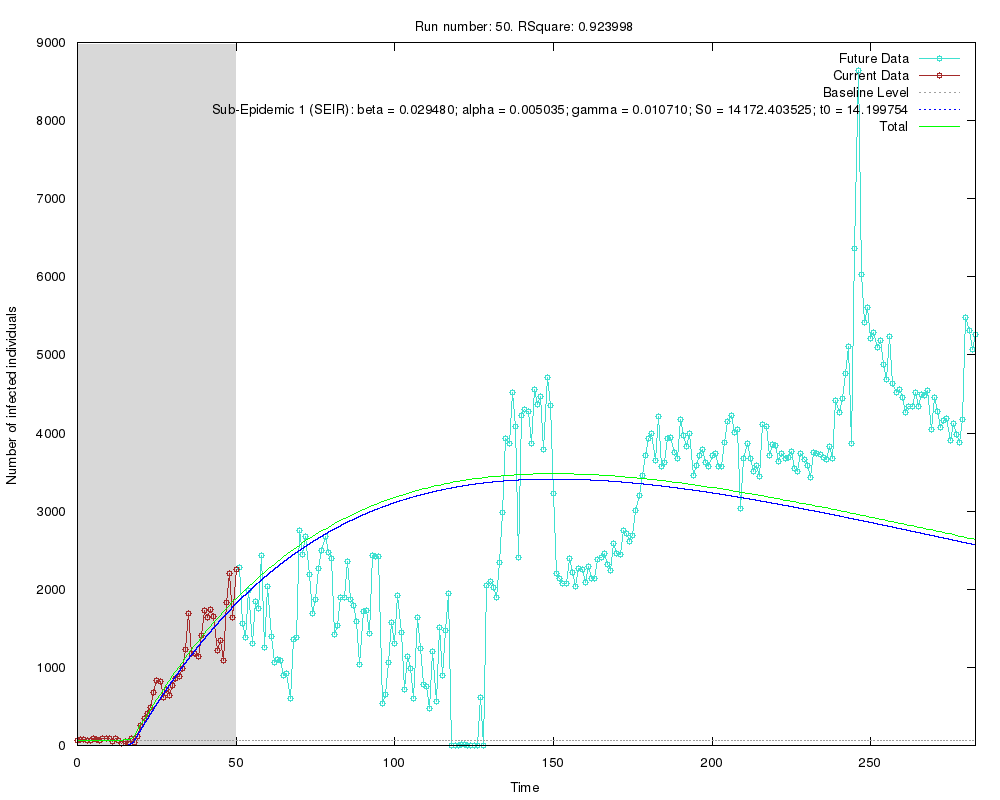 Run number: 50. RSquare: 0.923998
Future Data
Current Data
Baseline Level
Sub-Epidemic 1 (SEIR): beta = 0.029480; alpha = 0.005035; gamma = 0.010710; S0 = 14172.403525; t0 = 14.199754
Total
9000
8000
7000
6000
5000
4000
3000
2000
1000
0
Number of infected individuals
0 50 100 150 200 250
Time